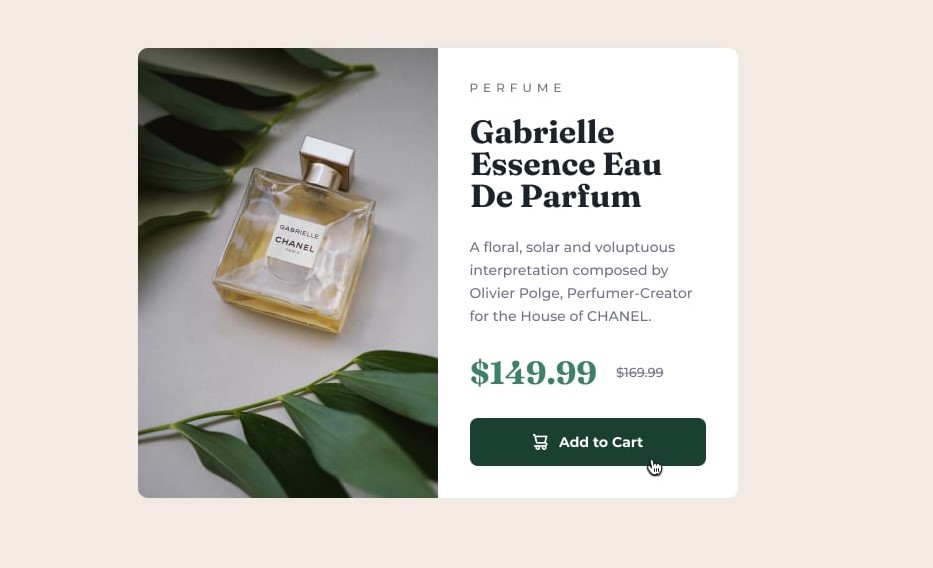 PERFUME
Gabrielle
Essence Eau
De Parfum
A floral, solar and voluptuous
interpretation composed by
Olivier Polge, Perfumer-Creator
for the House of CHANEL.
$149.99 $169.99
Add to Cart
GABRIELLE
CHANEL
PARIS